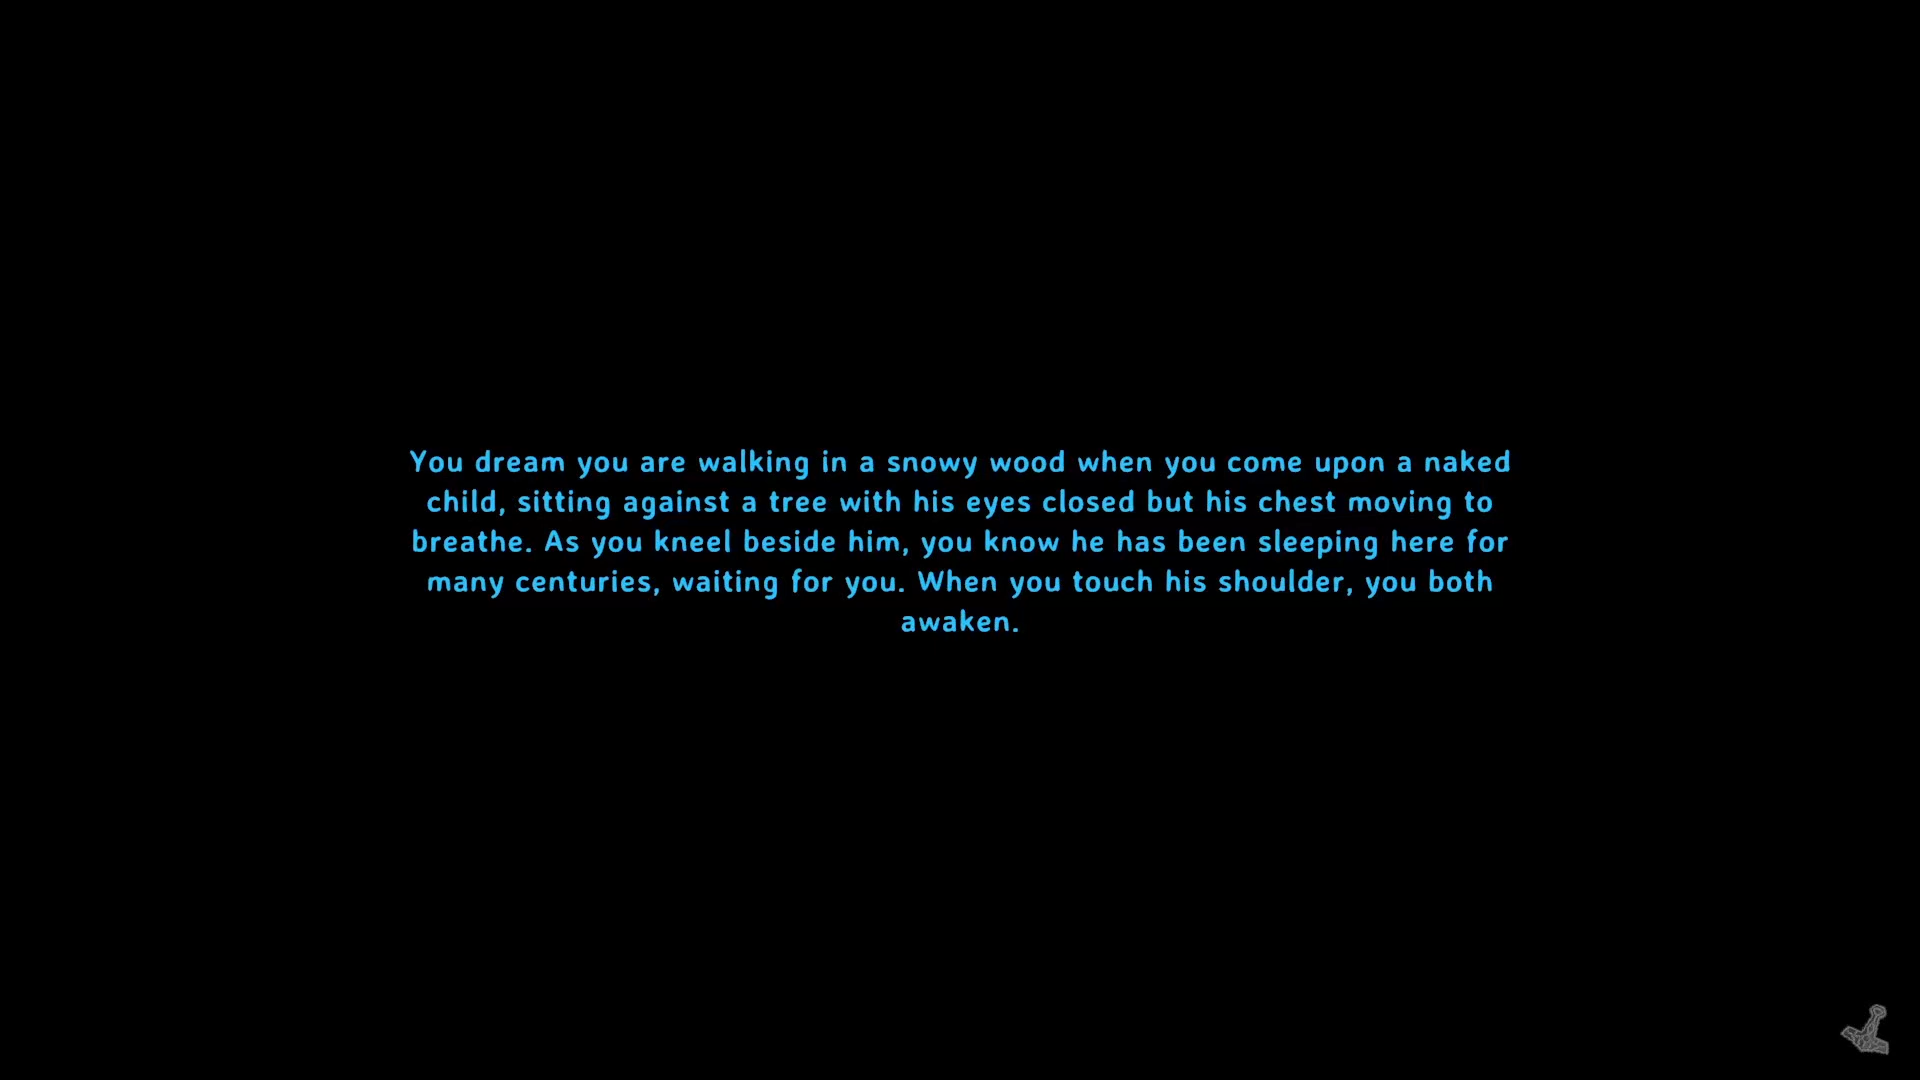 You dream you are walking in a snowy wood when you come upon a naked
child, sitting against a tree with his eyes closed but his chest moving to
breathe. As you kneel beside him, you know he has been sleeping here for
many centuries, waiting for you. When you touch his shoulder, you both
awaken.